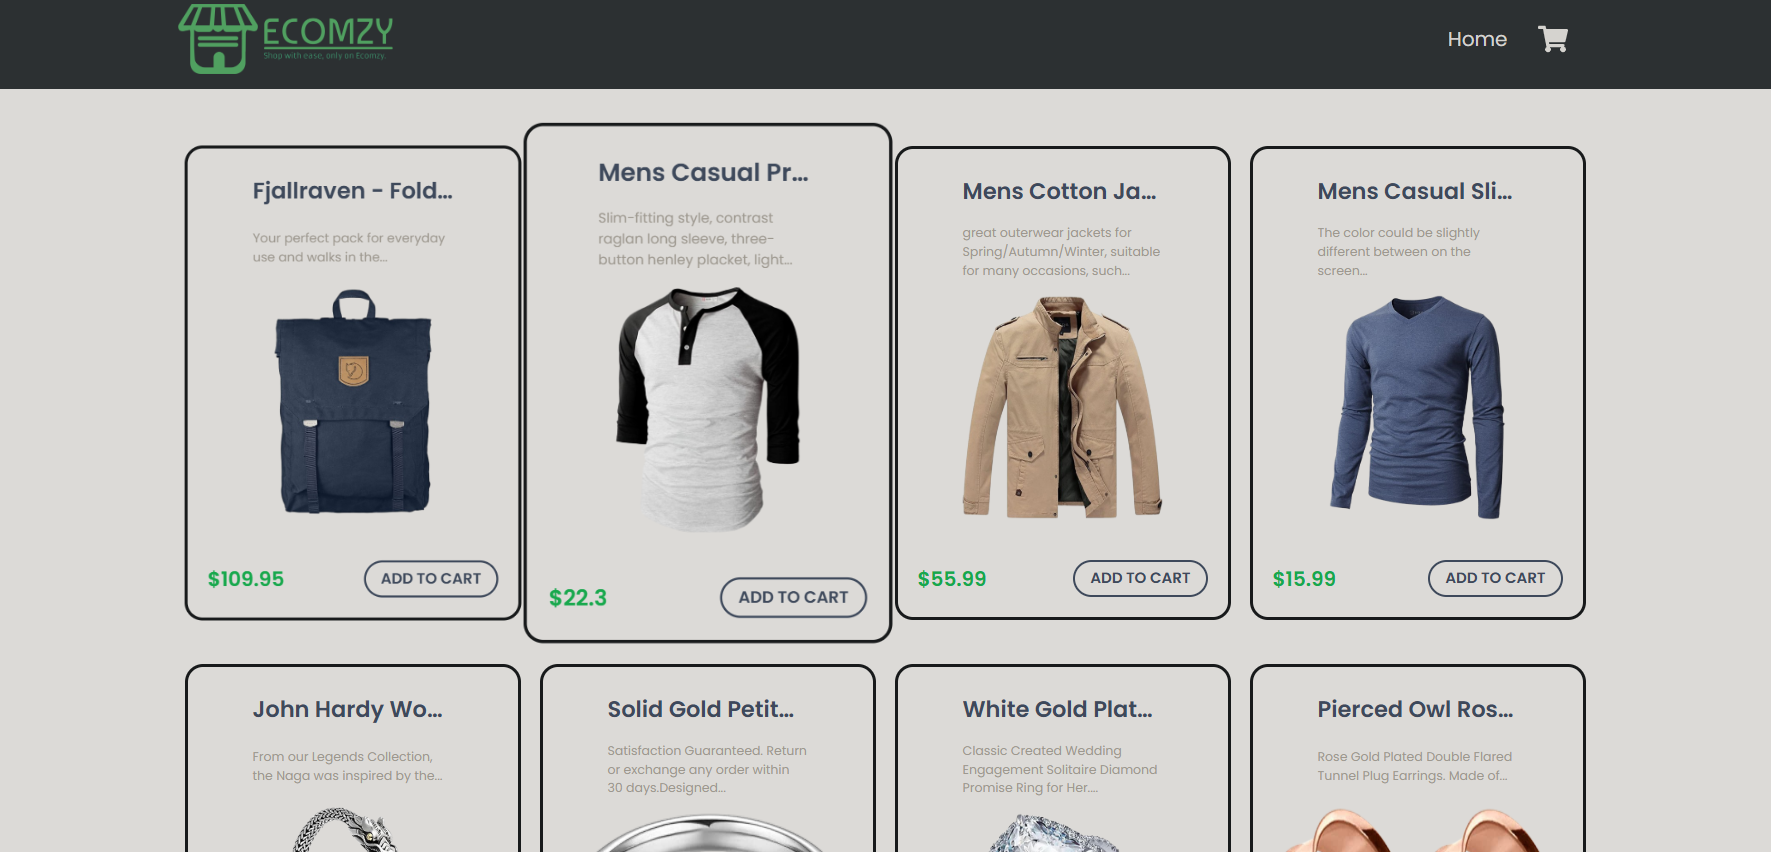 ECOMZY
Shop with ease, only on Ecomzy.
Home
Fjallraven - Fold...
Your perfect pack for everyday
use and walks in the...
$109.95
ADD TO CART
Mens Casual Pr...
Slim-fitting style, contrast
raglan long sleeve, three-
button henley placket, light...
$22.3
ADD TO CART
Mens Cotton Ja...
great outerwear jackets for
Spring/Autumn/Winter, suitable
for many occasions, such...
$55.99
ADD TO CART
Mens Casual Sli...
The color could be slightly
different between on the
screen...
$15.99
ADD TO CART
John Hardy Wo...
From our Legends Collection,
the Naga was inspired by the...
Solid Gold Petit...
Satisfaction Guaranteed. Return
or exchange any order within
30 days.Designed...
White Gold Plat...
Classic Created Wedding
Engagement Solitaire Diamond
Promise Ring for Her....
Pierced Owl Ros...
Rose Gold Plated Double Flared
Tunnel Plug Earrings. Made of...